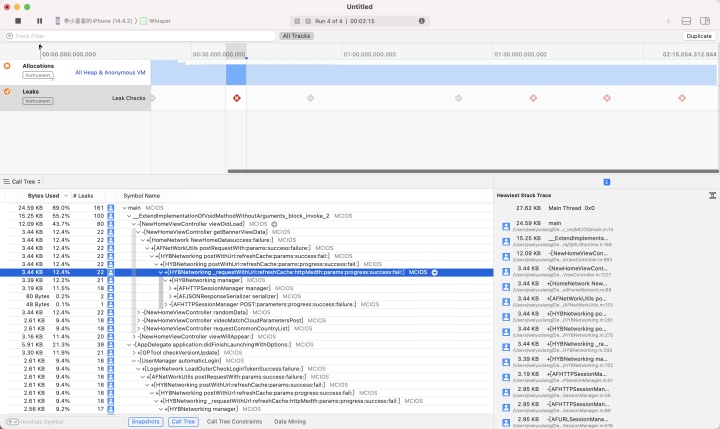 Untitled
李小星星的iPhone (14.4.2) 〉 Whisper
Run 4 of 4 | 00:02:15
Track Filter
All Tracks
Duplicate
00:00.000.000.000 00:30.000.000.000 01:00.000.000.000 01:30.000.000.000 02:15.054.312.944
Allocations
Instrument
All Heap & Anonymous VM
Leaks
Instrument
Leak Checks
Call Tree
Bytes Used # Leaks Symbol Name
24.59 KB 89.0% 161 main MCIOS
15.25 KB 55.2% 100 __ExtendImplementationOfVoidMethodWithoutArguments_block_invoke_2 MCIOS
12.09 KB 43.7% 80 -[NewHomeViewController viewDidLoad] MCIOS
3.44 KB 12.4% 22 -[NewHomeViewController getBannerViewData] MCIOS
3.44 KB 12.4% 22 +[HomeNetwork NewHomeDatasuccess:failure:] MCIOS
3.44 KB 12.4% 22 +[AFNetWorkUtils postRequestWith:params:success:failure:] MCIOS
3.44 KB 12.4% 22 +[HYBNetworking postWithUrl:refreshCache:params:success:fail:] MCIOS
3.44 KB 12.4% 22 +[HYBNetworking postWithUrl:refreshCache:params:progress:success:fail:] MCIOS
3.44 KB 12.4% 22 +[HYBNetworking _requestWithUrl:refreshCache:httpMedth:params:progress:success:fail:] MCIOS
3.39 KB 12.2% 21 +[HYBNetworking manager] MCIOS
3.19 KB 11.5% 18 +[AFHTTPSessionManager manager] MCIOS
80 Bytes 0.2% 2 +[AFJSONResponseSerializer serializer] MCIOS
48 Bytes 0.1% 1 -[AFHTTPSessionManager POST:parameters:progress:success:failure:] MCIOS
3.44 KB 12.4% 22 -[NewHomeViewController randomData] MCIOS
2.61 KB 9.4% 18 -[NewHomeViewController videoMatchCloudParametersPost] MCIOS
2.61 KB 9.4% 18 -[NewHomeViewController requestCommonCountryList] MCIOS
3.16 KB 11.4% 20 -[NewHomeViewController viewWillAppear:] MCIOS
5.91 KB 21.3% 39 -[AppDelegate application:didFinishLaunchingWithOptions:] MCIOS
3.30 KB 11.9% 21 +[OPTool checkVersionUpdate] MCIOS
2.61 KB 9.4% 18 -[UserManager automaticLogin] MCIOS
2.61 KB 9.4% 18 +[LoginNetwork LoadOuterCheckLoginTokenSuccess:failure:] MCIOS
2.61 KB 9.4% 18 +[AFNetWorkUtils postRequestWith:params:success:failure:] MCIOS
2.61 KB 9.4% 18 +[HYBNetworking postWithUrl:refreshCache:params:success:fail:] MCIOS
2.61 KB 9.4% 18 +[HYBNetworking postWithUrl:refreshCache:params:progress:success:fail:] MCIOS
2.61 KB 9.4% 18 +[HYBNetworking _requestWithUrl:refreshCache:httpMedth:params:progress:success:fail:] MCIOS
2.56 KB 9.2% 17 +[HYBNetworking manager] MCIOS
Involves Symbol
Snapshots Call Tree Call Tree Constraints Data Mining
Heaviest Stack Trace
27.62 KB Main Thread 0x0
24.59 KB main
15.25 KB __ExtendImplementa...
12.09 KB -[NewHomeViewCont...
3.44 KB -[NewHomeViewCont...
3.44 KB +[HomeNetwork New...
3.44 KB +[AFNetWorkUtils po...
3.44 KB +[HYBNetworking po...
3.44 KB +[HYBNetworking po...
3.44 KB +[HYBNetworking _re...
3.39 KB +[HYBNetworking ma...
3.19 KB +[AFHTTPSessionMa...
2.95 KB -[AFHTTPSessionMan...
2.95 KB -[AFHTTPSessionMan...
2.95 KB -[AFURLSessionMana...